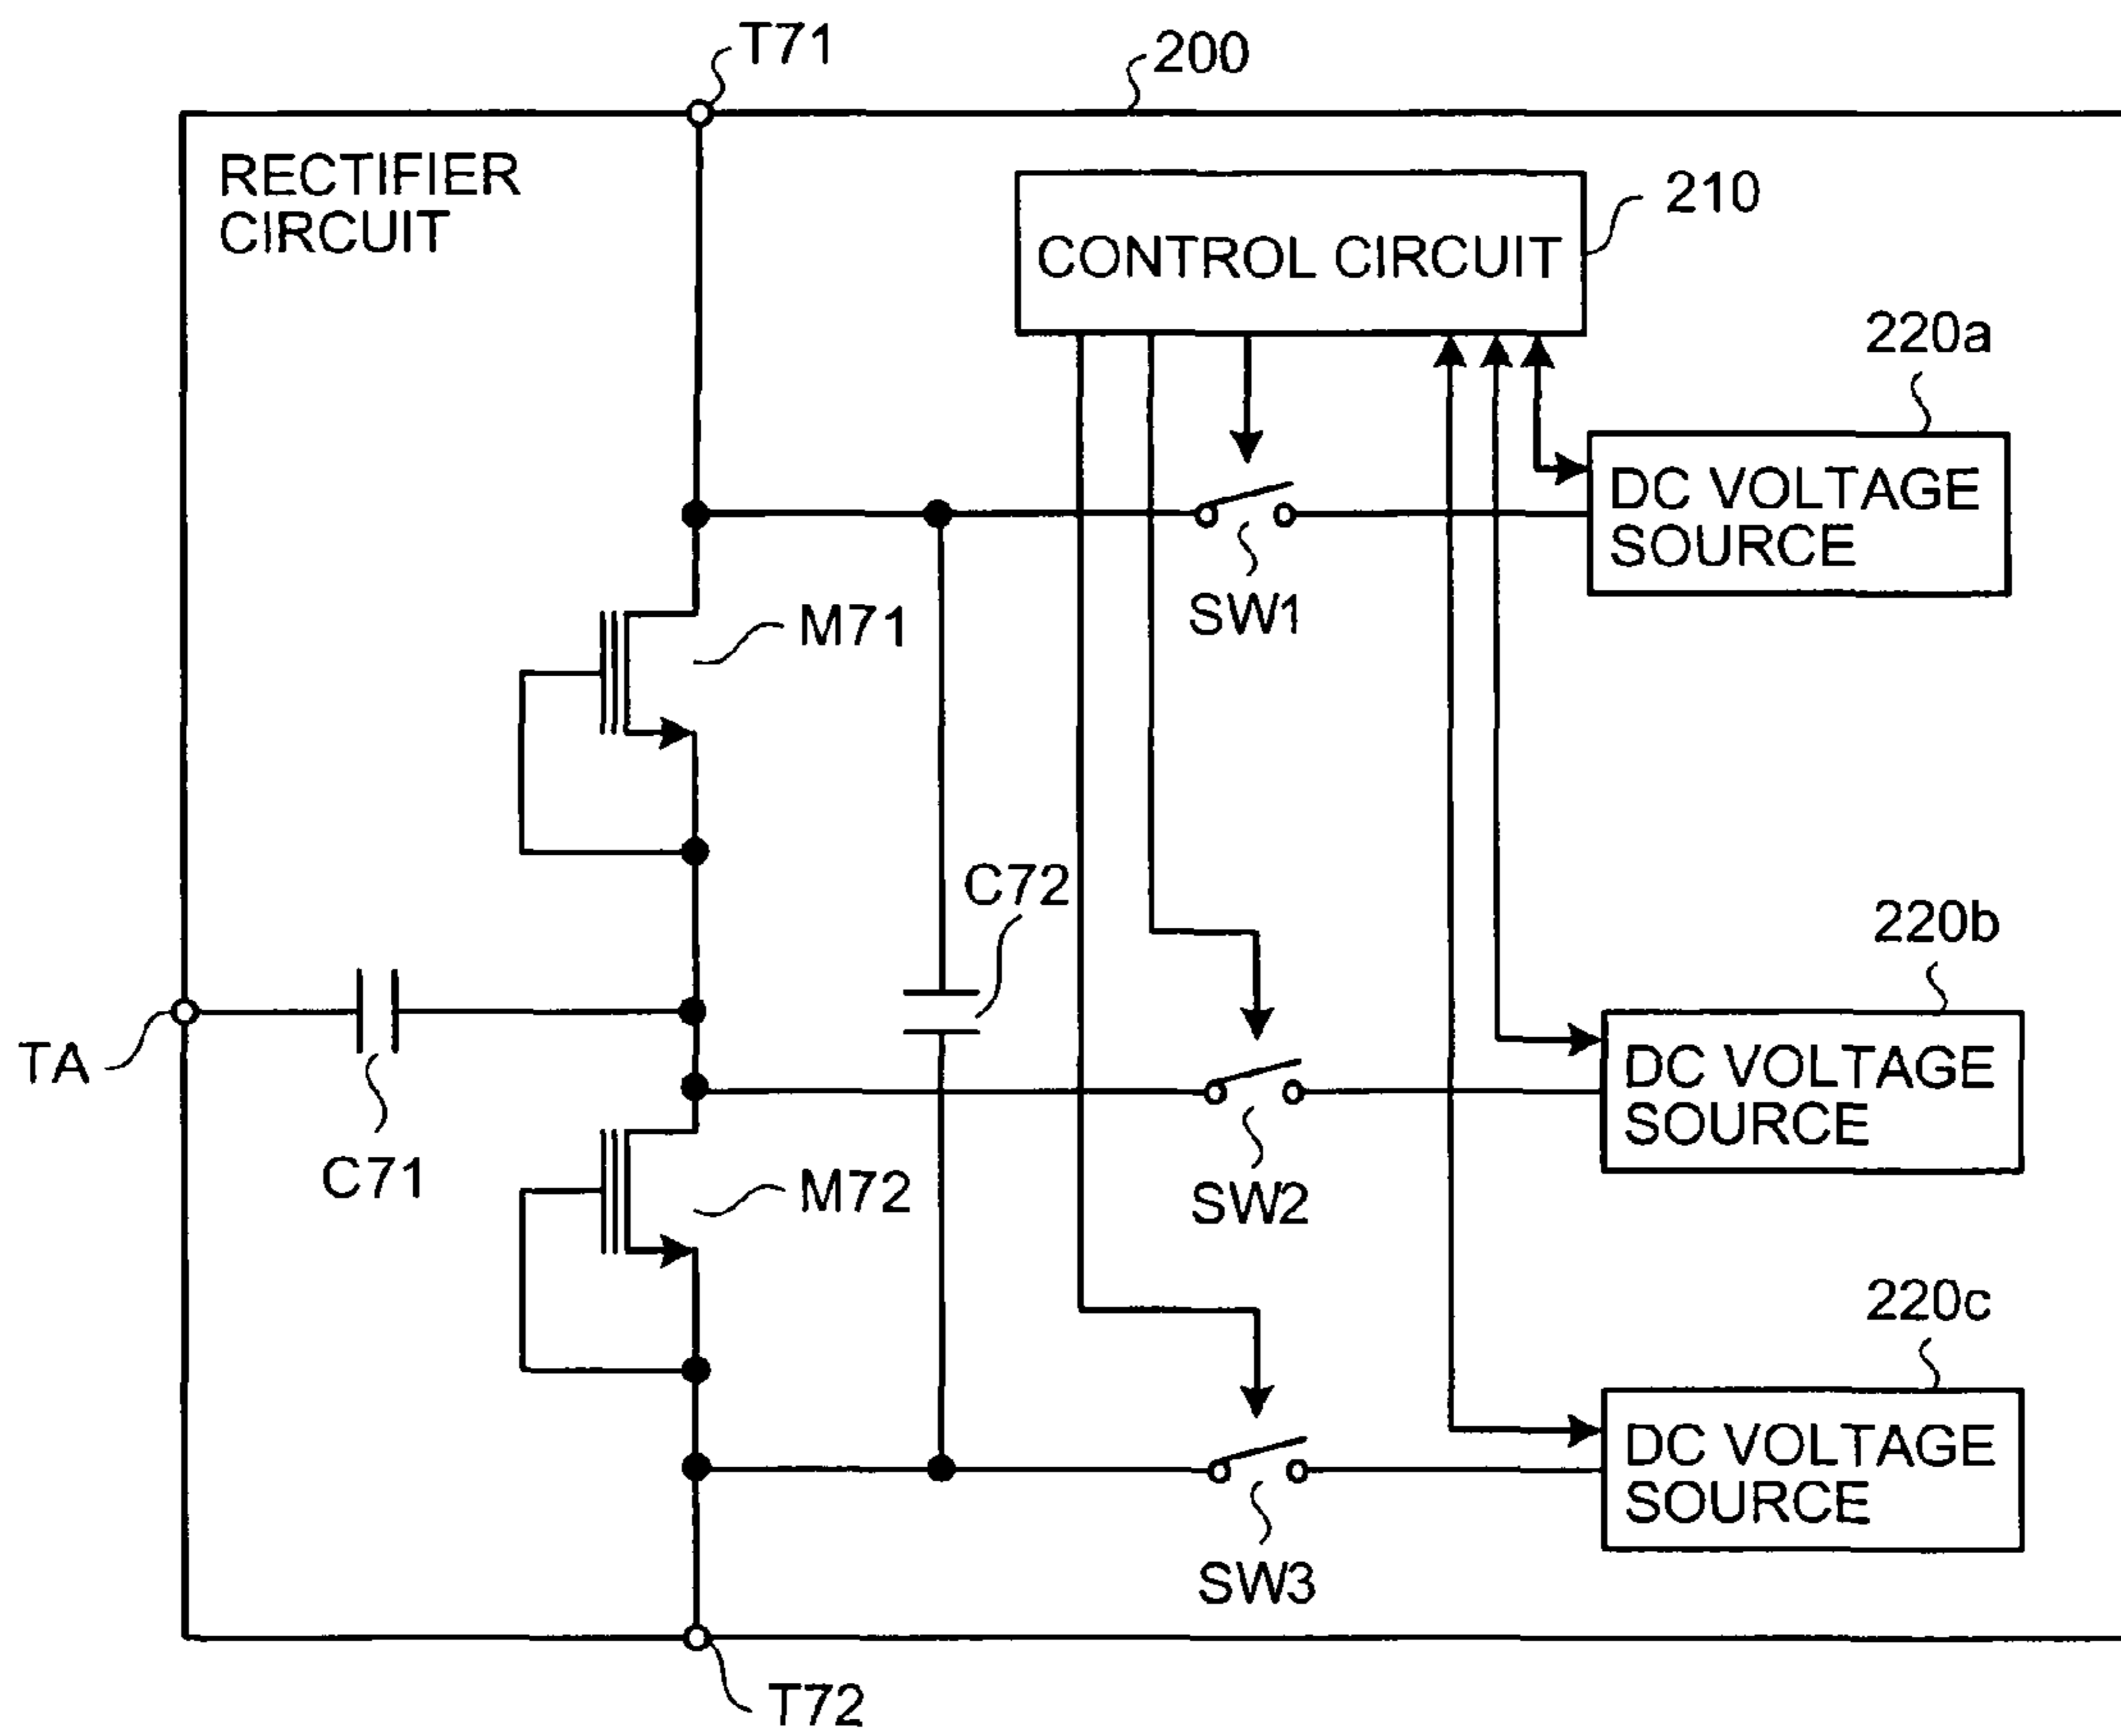 T71
200
RECTIFIER
CIRCUIT
210
CONTROL CIRCUIT
220a
DC VOLTAGE
SOURCE
SW1
M71
C72
220b
TA
DC VOLTAGE
SOURCE
C71
M72
SW2
220c
DC VOLTAGE
SOURCE
SW3
T72